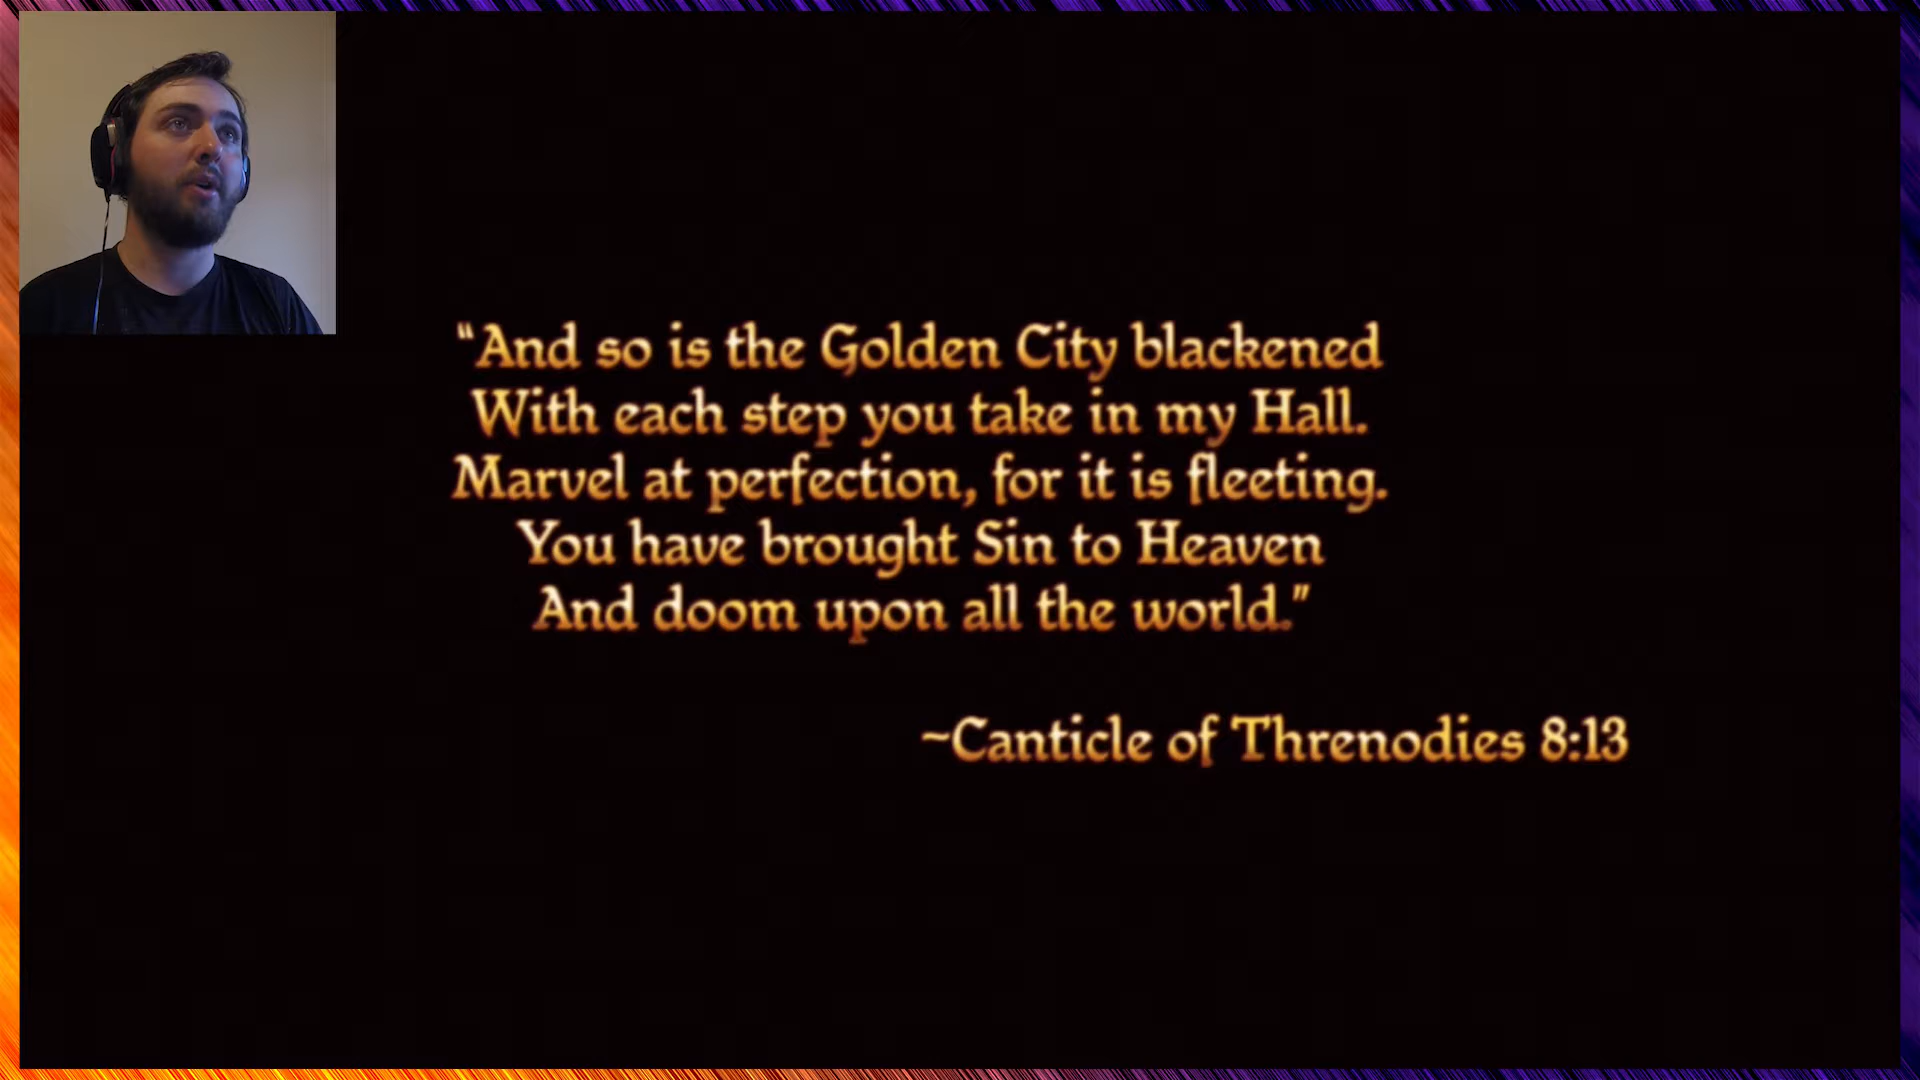 “And so is the Golden City blackened
With each step you take in my Hall.
Marvel at perfection, for it is fleeting.
You have brought Sin to Heaven
And doom upon all the world.”
~Canticle of Threnodies 8:13